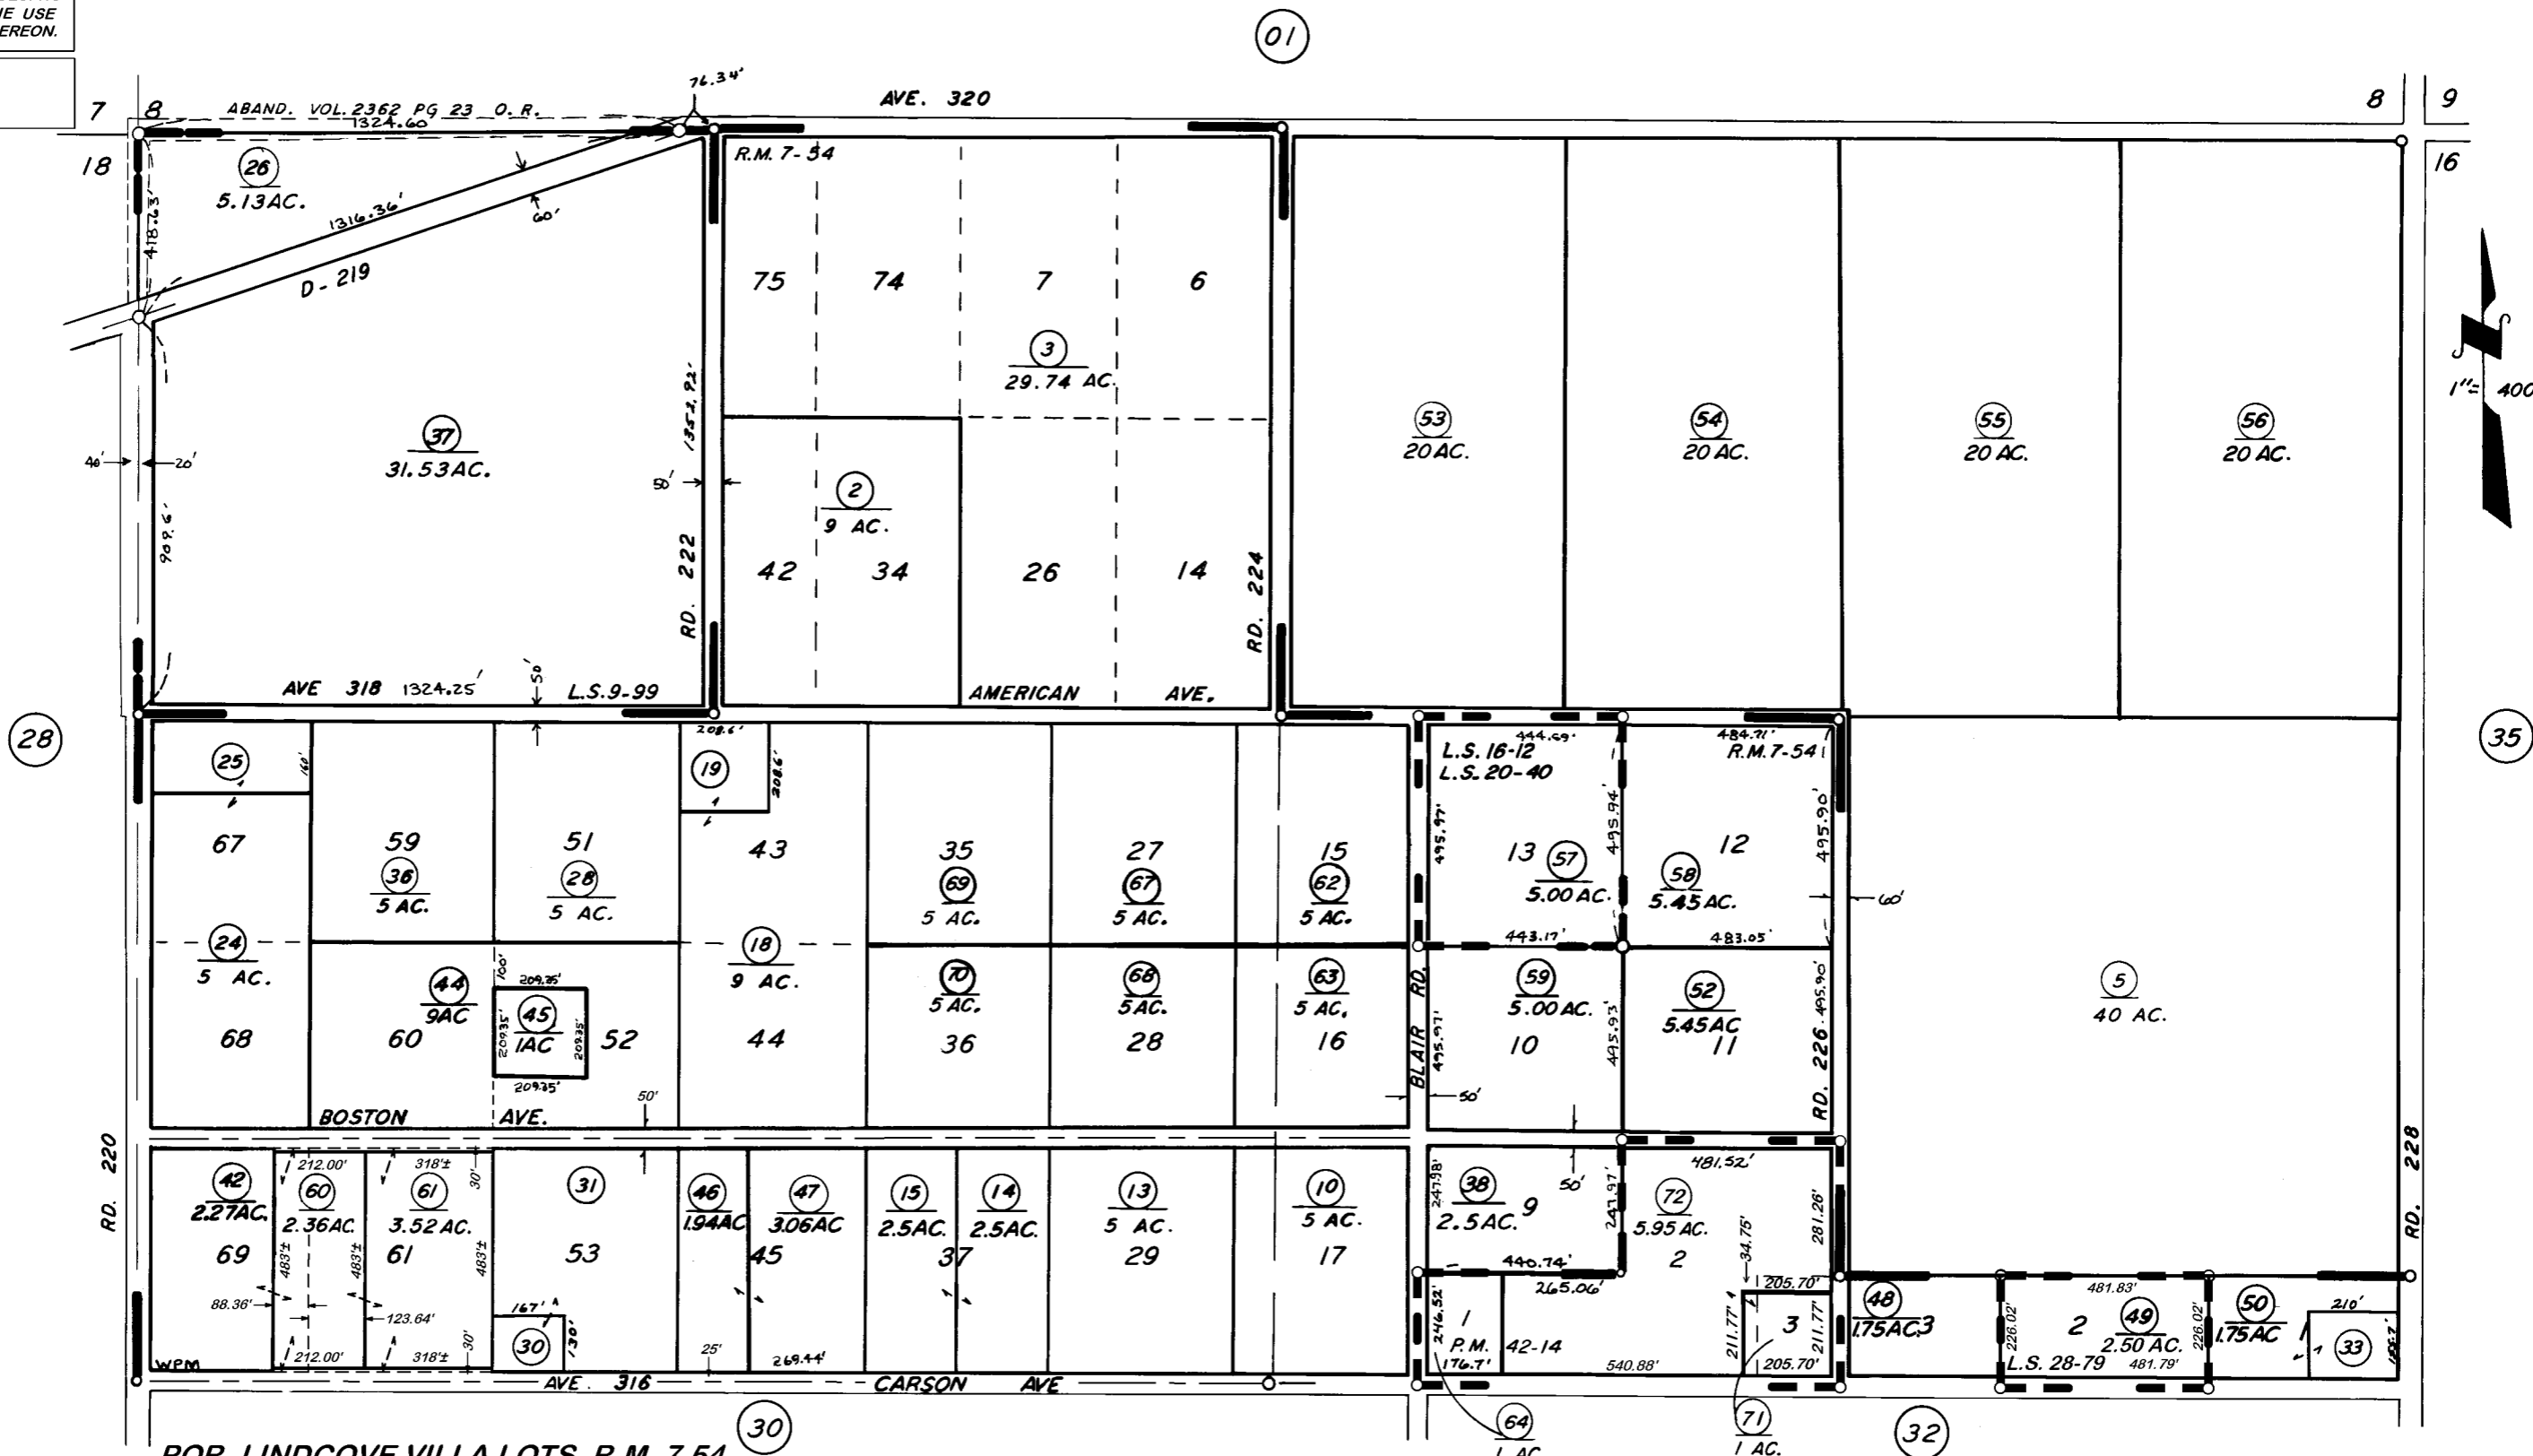 IE USE
EREON.
01
7 8
ABAND. VOL. 2362 PG 23 O. R.
1324.60
76.34'
AVE. 320
8 9
18
16
26
5.13 AC.
418.63'
1316.36'
60'
D-219
R.M. 7-54
75 74 7 6
3
29.74 AC.
1"= 400
37
31.53 AC.
40' 20'
909.6'
1352.92'
50'
RD. 222
2
9 AC.
42 34 26 14
RD. 224
53
20 AC.
54
20 AC.
55
20 AC.
56
20 AC.
AVE 318 1324.25' 50' L.S. 9-99
AMERICAN AVE.
28
35
25
160'
208.6'
19
208.6'
444.69'
L.S. 16-12
L.S. 20-40
484.71'
R.M. 7-54
67
59
36
5 AC.
51
28
5 AC.
43
35
69
5 AC.
27
67
5 AC.
15
62
5 AC.
495.97'
13 57
5.00 AC.
495.94'
58
5.45 AC.
12
495.90'
60'
443.17'
483.05'
24
5 AC.
68
44
9AC
60
100'
209.35'
45
1AC
209.35'
209.35'
209.35'
52
18
9 AC.
44
70
5 AC.
36
68
5 AC.
28
63
5 AC.
16
BLAIR RD.
495.97'
50'
59
5.00 AC.
10
495.93'
52
5.45 AC
11
RD. 226
495.90'
5
40 AC.
BOSTON AVE.
50'
RD. 220
RD. 228
42
2.27 AC.
69
212.00'
60
2.36 AC.
483'±
88.36'
212.00'
318'±
30'
61
3.52 AC.
61
483'±
483'±
123.64'
318'±
30'
31
53
167'
30
130'
46
1.94AC
25'
47
3.06AC
45
269.44'
15
2.5AC.
37
14
2.5AC.
13
5 AC.
29
10
5 AC.
17
247.98'
38
2.5 AC.
9
50'
247.97'
440.74'
265.06'
481.52'
72
5.95 AC.
2
34.75'
281.26'
205.70'
246.52'
1
P.M. 42-14
176.7'
540.88'
211.77'
3
211.77'
205.70'
48
1.75AC
3
481.83'
226.02'
2 49
2.50 AC.
226.02'
L.S. 28-79 481.79'
50
1.75AC
210'
33
WPM
AVE. 316 CARSON AVE
30
64
1 AC
71
1 AC.
32
POR. LINDCOVE VILLA LOTS, R.M. 7-54